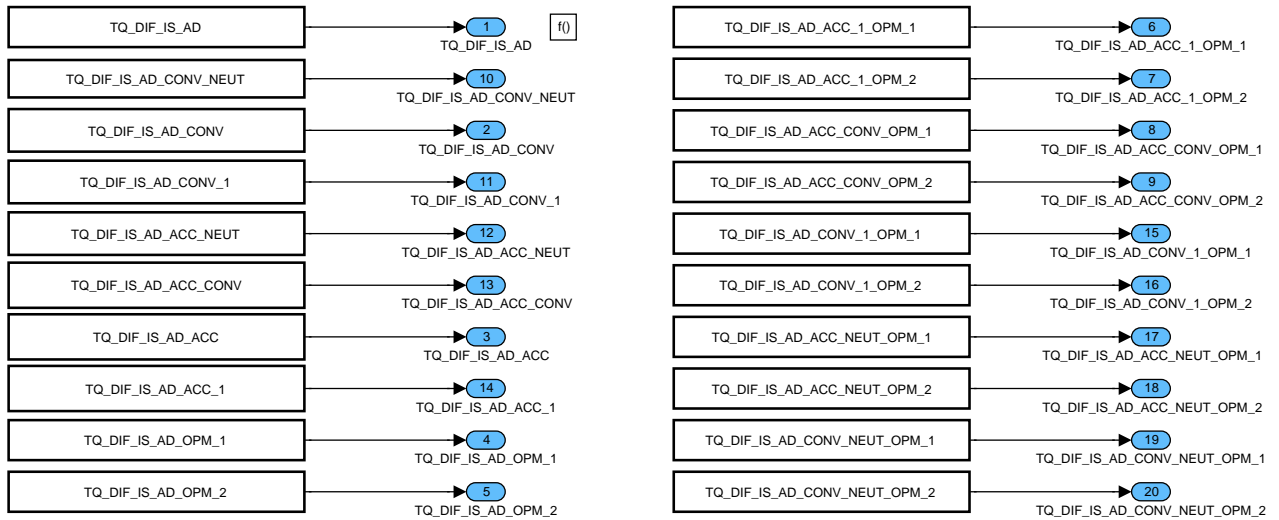 TQ_DIF_IS_AD
1
TQ_DIF_IS_AD
f()
TQ_DIF_IS_AD_CONV_NEUT
10
TQ_DIF_IS_AD_CONV_NEUT
TQ_DIF_IS_AD_CONV
2
TQ_DIF_IS_AD_CONV
TQ_DIF_IS_AD_CONV_1
11
TQ_DIF_IS_AD_CONV_1
TQ_DIF_IS_AD_ACC_NEUT
12
TQ_DIF_IS_AD_ACC_NEUT
TQ_DIF_IS_AD_ACC_CONV
13
TQ_DIF_IS_AD_ACC_CONV
TQ_DIF_IS_AD_ACC
3
TQ_DIF_IS_AD_ACC
TQ_DIF_IS_AD_ACC_1
14
TQ_DIF_IS_AD_ACC_1
TQ_DIF_IS_AD_OPM_1
4
TQ_DIF_IS_AD_OPM_1
TQ_DIF_IS_AD_OPM_2
5
TQ_DIF_IS_AD_OPM_2
TQ_DIF_IS_AD_ACC_1_OPM_1
6
TQ_DIF_IS_AD_ACC_1_OPM_1
TQ_DIF_IS_AD_ACC_1_OPM_2
7
TQ_DIF_IS_AD_ACC_1_OPM_2
TQ_DIF_IS_AD_ACC_CONV_OPM_1
8
TQ_DIF_IS_AD_ACC_CONV_OPM_1
TQ_DIF_IS_AD_ACC_CONV_OPM_2
9
TQ_DIF_IS_AD_ACC_CONV_OPM_2
TQ_DIF_IS_AD_CONV_1_OPM_1
15
TQ_DIF_IS_AD_CONV_1_OPM_1
TQ_DIF_IS_AD_CONV_1_OPM_2
16
TQ_DIF_IS_AD_CONV_1_OPM_2
TQ_DIF_IS_AD_ACC_NEUT_OPM_1
17
TQ_DIF_IS_AD_ACC_NEUT_OPM_1
TQ_DIF_IS_AD_ACC_NEUT_OPM_2
18
TQ_DIF_IS_AD_ACC_NEUT_OPM_2
TQ_DIF_IS_AD_CONV_NEUT_OPM_1
19
TQ_DIF_IS_AD_CONV_NEUT_OPM_1
TQ_DIF_IS_AD_CONV_NEUT_OPM_2
20
TQ_DIF_IS_AD_CONV_NEUT_OPM_2